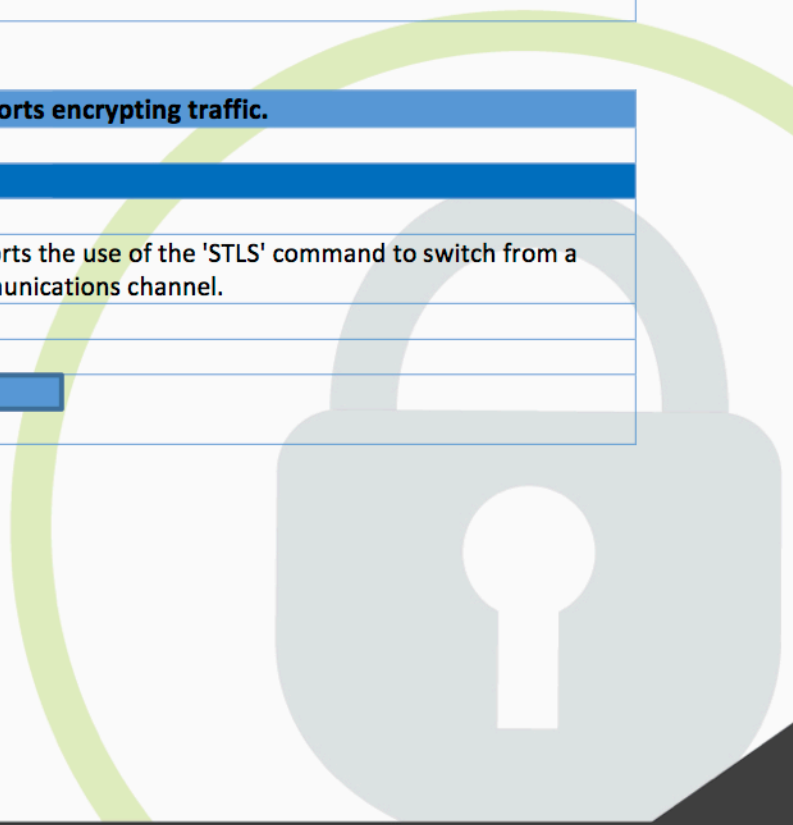 orts encrypting traffic.
rts the use of the 'STLS' command to switch from a
unications channel.